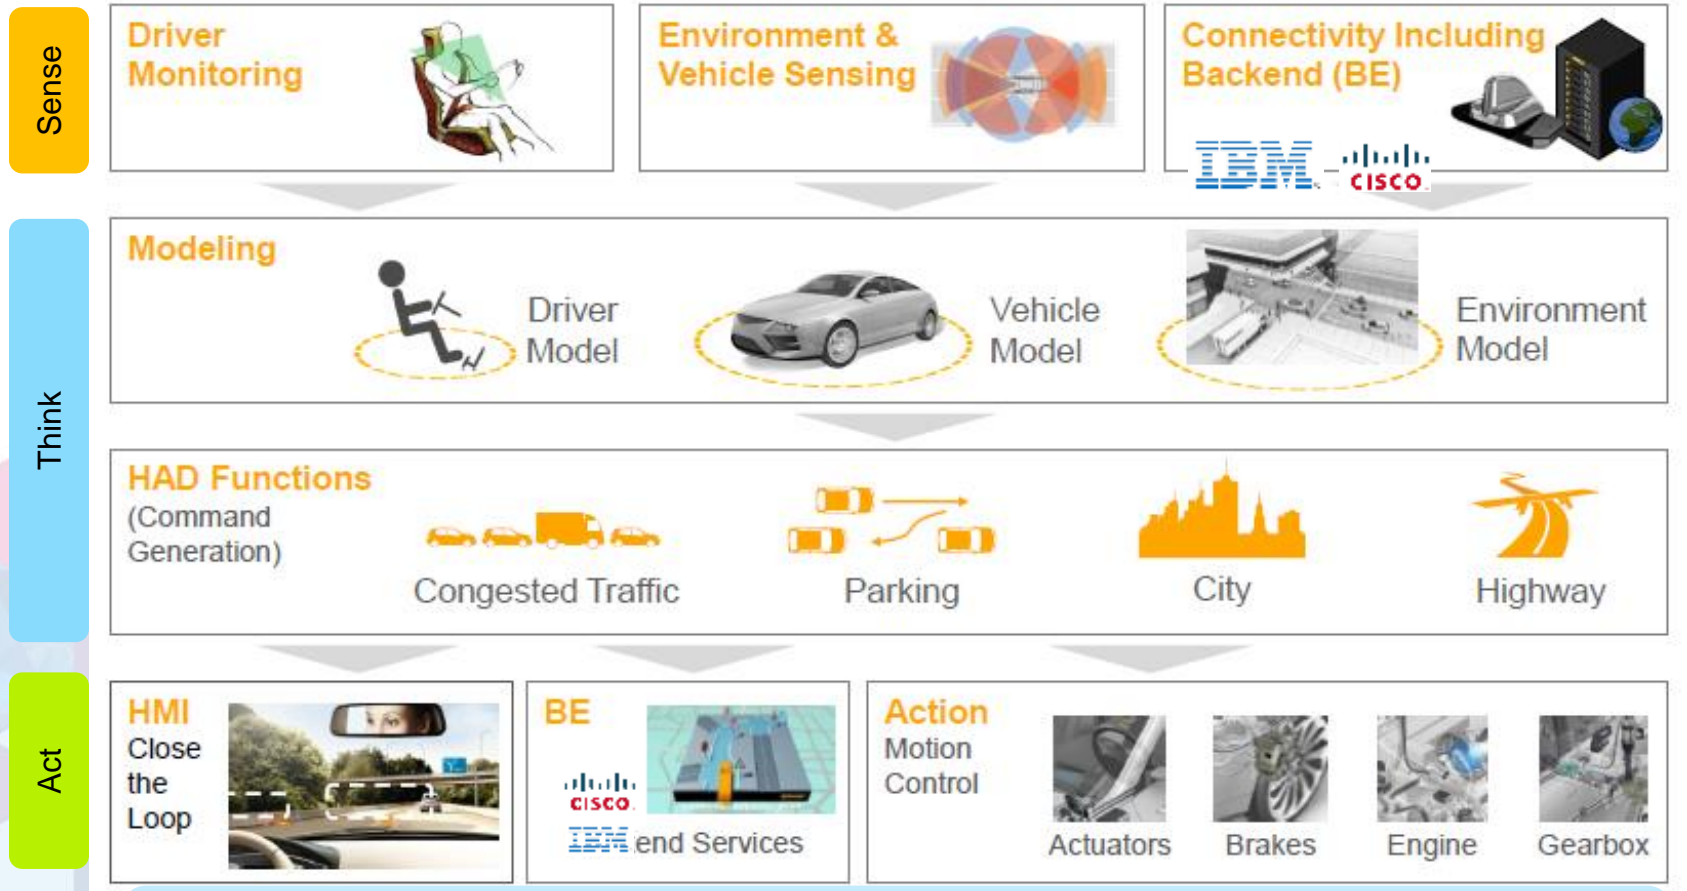 Sense
Driver
Monitoring
Environment &
Vehicle Sensing
Connectivity Including
Backend (BE)
IBM
CISCO
Think
Modeling
Driver
Model
Vehicle
Model
Environment
Model
HAD Functions
(Command
Generation)
Congested Traffic
Parking
City
Highway
Act
HMI
Close
the
Loop
BE
CISCO
IBM
end Services
Action
Motion
Control
Actuators
Brakes
Engine
Gearbox